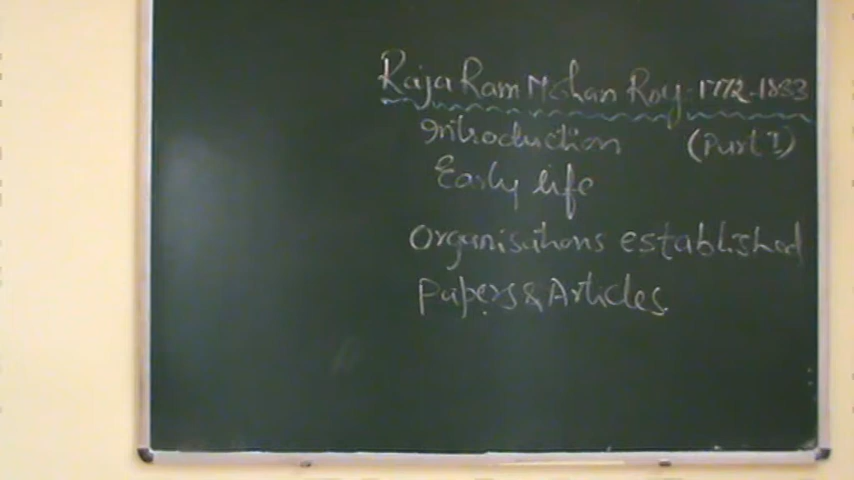 Raja Ram Mohan Roy - 1772-1833
Introduction (Part I)
Early life
Organisations established
Papers & Articles.